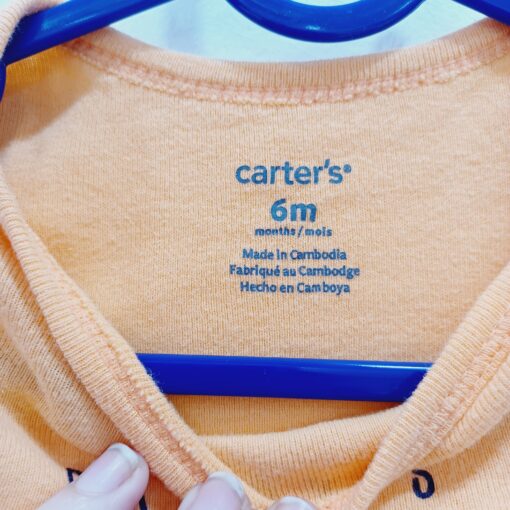 carter's®
6m
months/mois
Made in Cambodia
Fabriqué au Cambodge
Hecho en Camboya